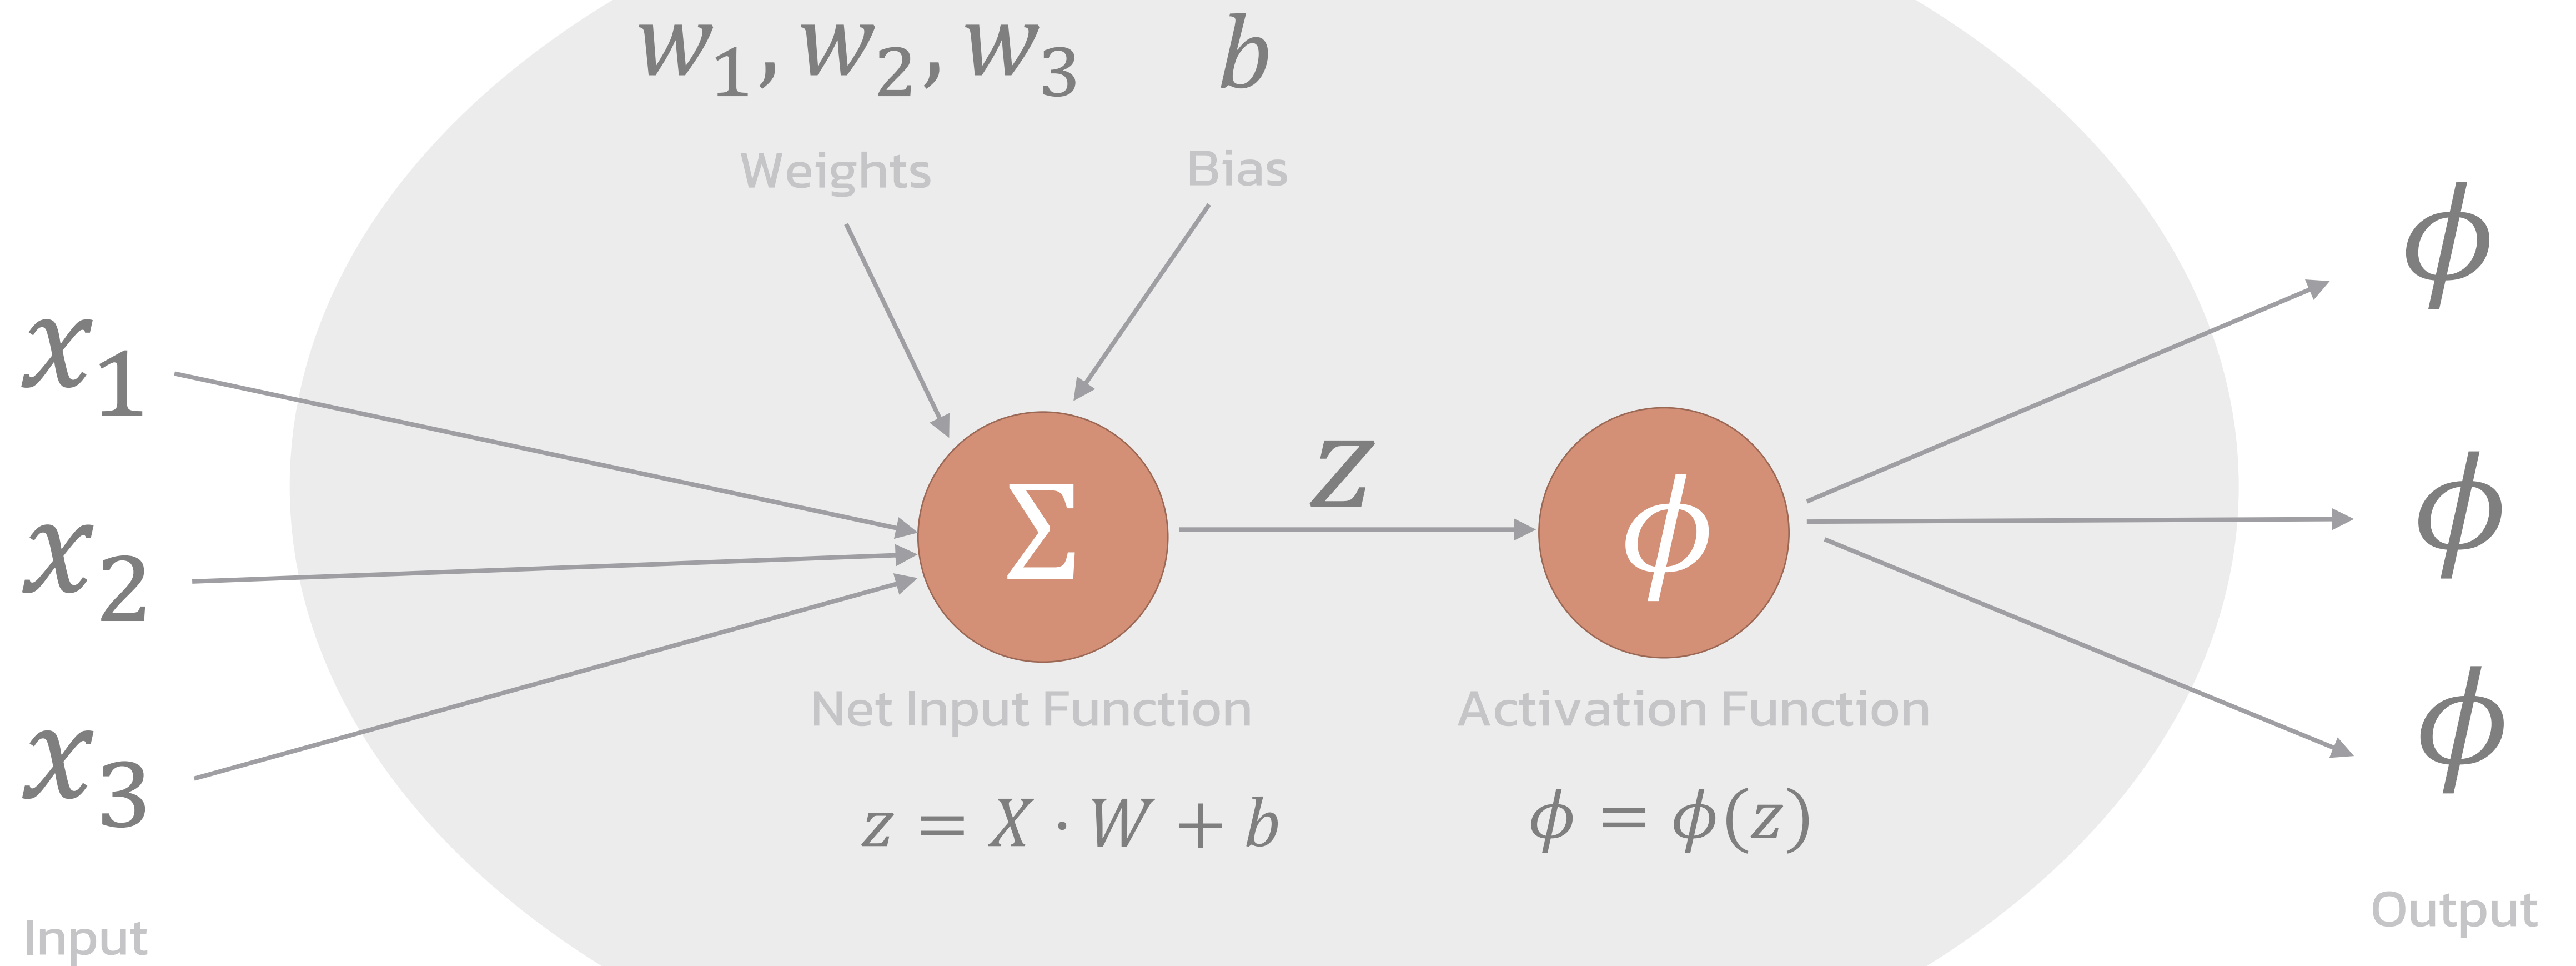 w₁, w₂, w₃
b
Weights
Bias
x₁
x₂
x₃
Input
Σ
z
ϕ
Net Input Function
z = X · W + b
Activation Function
ϕ = ϕ(z)
ϕ
ϕ
ϕ
Output